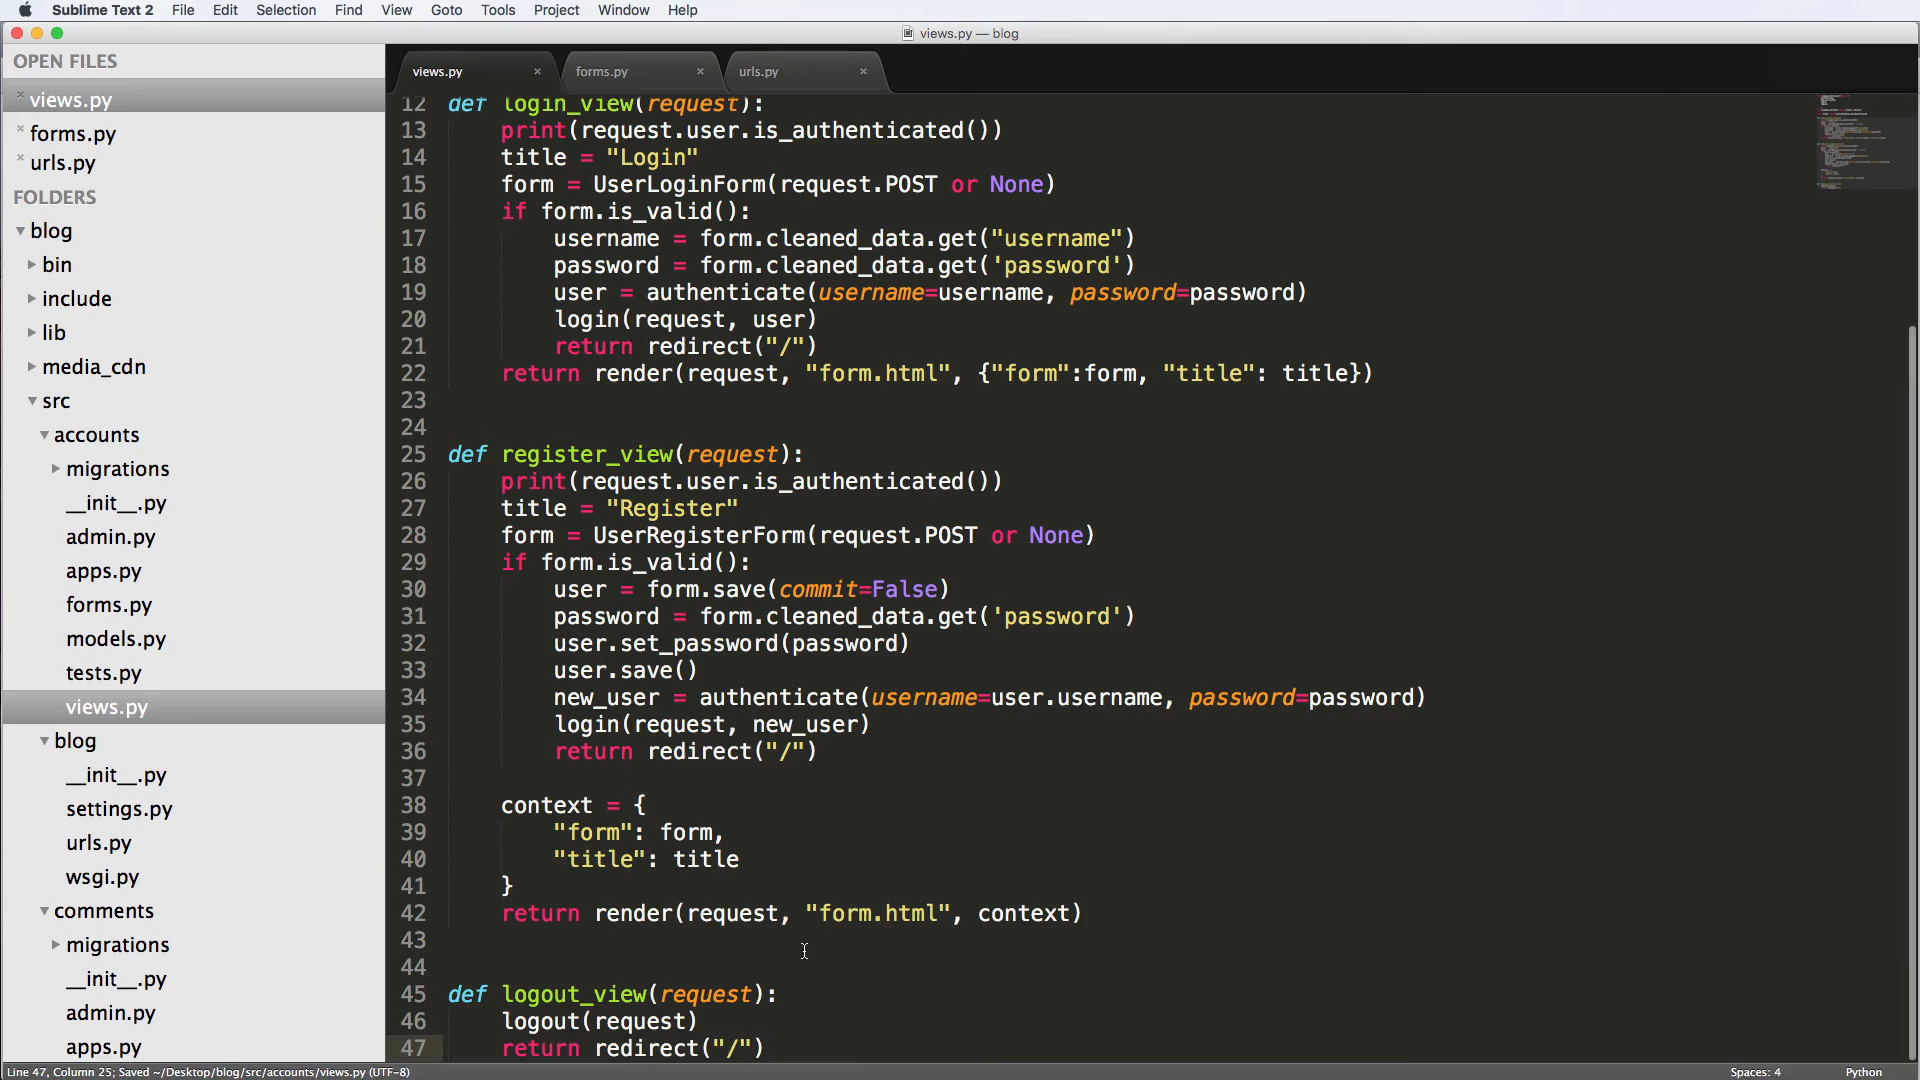 Sublime Text 2 File Edit Selection Find View Goto Tools Project Window Help
views.py — blog
OPEN FILES
views.py
forms.py
urls.py
FOLDERS
blog
bin
include
lib
media_cdn
src
accounts
migrations
__init__.py
admin.py
apps.py
forms.py
models.py
tests.py
views.py
blog
__init__.py
settings.py
urls.py
wsgi.py
comments
migrations
__init__.py
admin.py
apps.py
views.py × forms.py × urls.py ×
12 def login_view(request):
13     print(request.user.is_authenticated())
14     title = "Login"
15     form = UserLoginForm(request.POST or None)
16     if form.is_valid():
17         username = form.cleaned_data.get("username")
18         password = form.cleaned_data.get('password')
19         user = authenticate(username=username, password=password)
20         login(request, user)
21         return redirect("/")
22     return render(request, "form.html", {"form":form, "title": title})
23
24
25 def register_view(request):
26     print(request.user.is_authenticated())
27     title = "Register"
28     form = UserRegisterForm(request.POST or None)
29     if form.is_valid():
30         user = form.save(commit=False)
31         password = form.cleaned_data.get('password')
32         user.set_password(password)
33         user.save()
34         new_user = authenticate(username=user.username, password=password)
35         login(request, new_user)
36         return redirect("/")
37
38     context = {
39         "form": form,
40         "title": title
41     }
42     return render(request, "form.html", context)
43
44
45 def logout_view(request):
46     logout(request)
47     return redirect("/")
Line 47, Column 25; Saved ~/Desktop/blog/src/accounts/views.py (UTF-8) Spaces: 4 Python